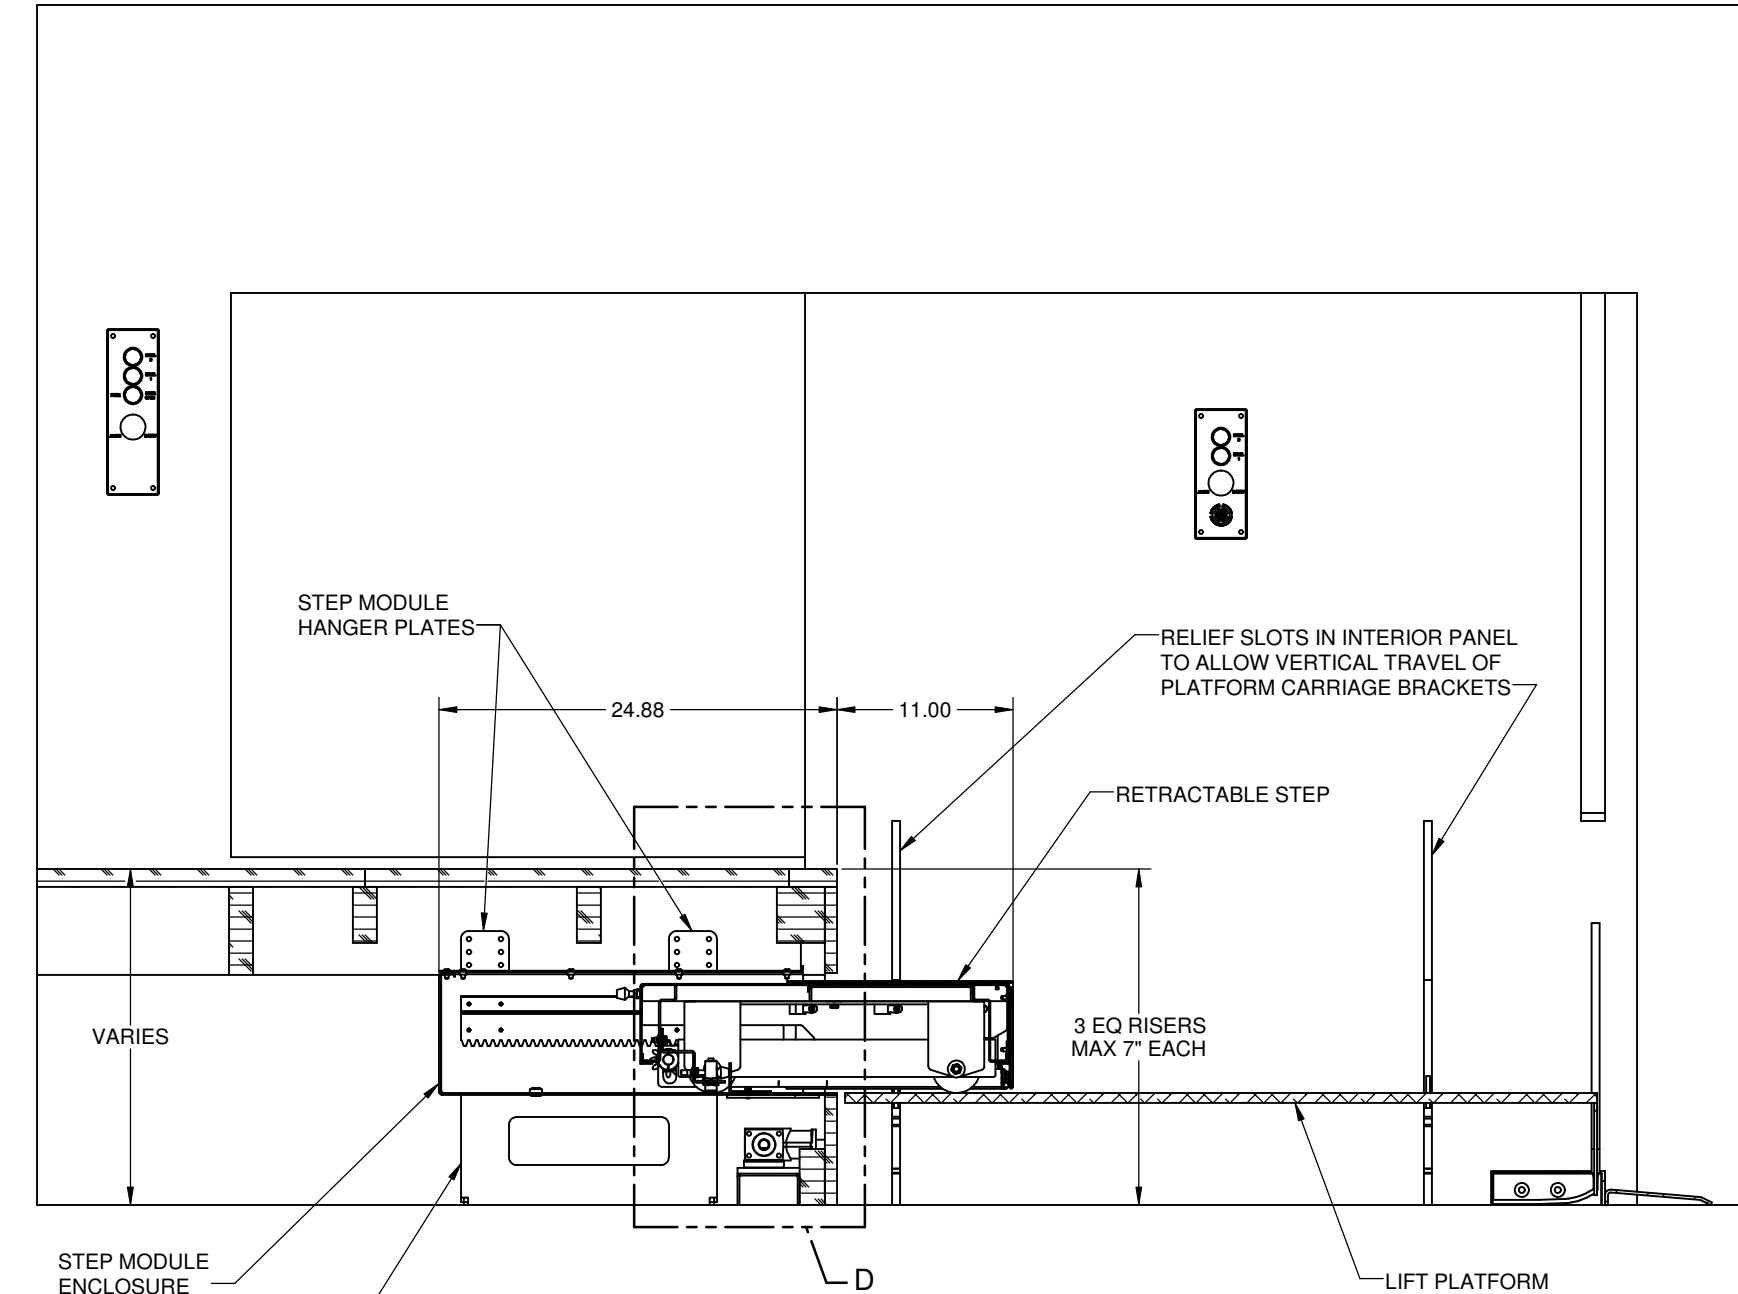 STEP MODULE
HANGER PLATES
RELIEF SLOTS IN INTERIOR PANEL
TO ALLOW VERTICAL TRAVEL OF
PLATFORM CARRIAGE BRACKETS
24.88
11.00
RETRACTABLE STEP
VARIES
3 EQ RISERS
MAX 7" EACH
STEP MODULE
ENCLOSURE
D
LIFT PLATFORM